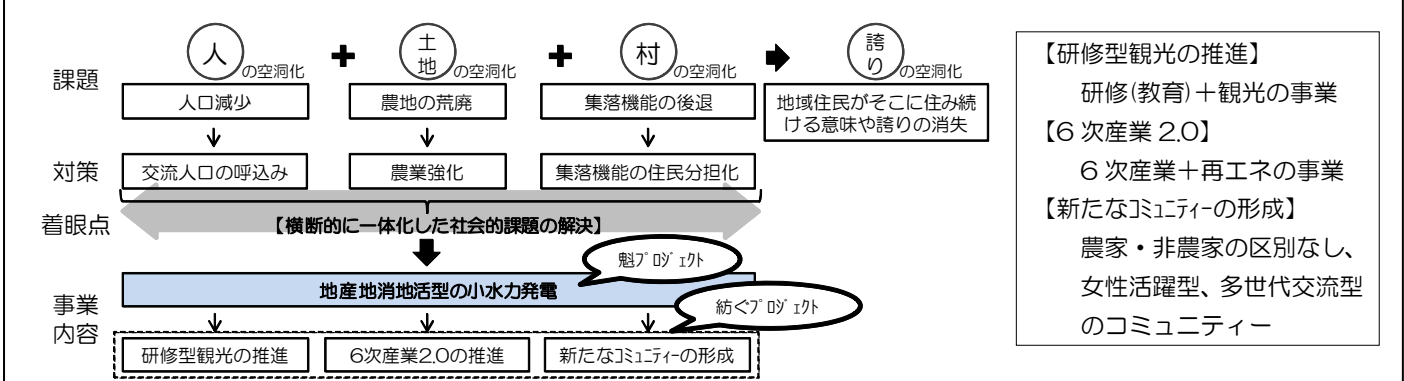 人 の空洞化 + 土地 の空洞化 + 村 の空洞化 誇り の空洞化
課題
人口減少 農地の荒廃 集落機能の後退 地域住民がそこに住み続
ける意味や誇りの消失
対策 交流人口の呼込み 農業強化 集落機能の住民分担化
着眼点 【横断的に一体化した社会的課題の解決】
魁ﾌﾟﾛｼﾞｪｸﾄ
地産地消地活型の小水力発電
紡ぐﾌﾟﾛｼﾞｪｸﾄ
事業
内容
研修型観光の推進 6次産業2.0の推進 新たなｺﾐｭﾆﾃｨｰの形成
【研修型観光の推進】
研修(教育)＋観光の事業
【6 次産業 2.0】
6 次産業＋再エネの事業
【新たなｺﾐｭﾆﾃｨｰの形成】
農家・非農家の区別なし、
女性活躍型、多世代交流型
のコミュニティー